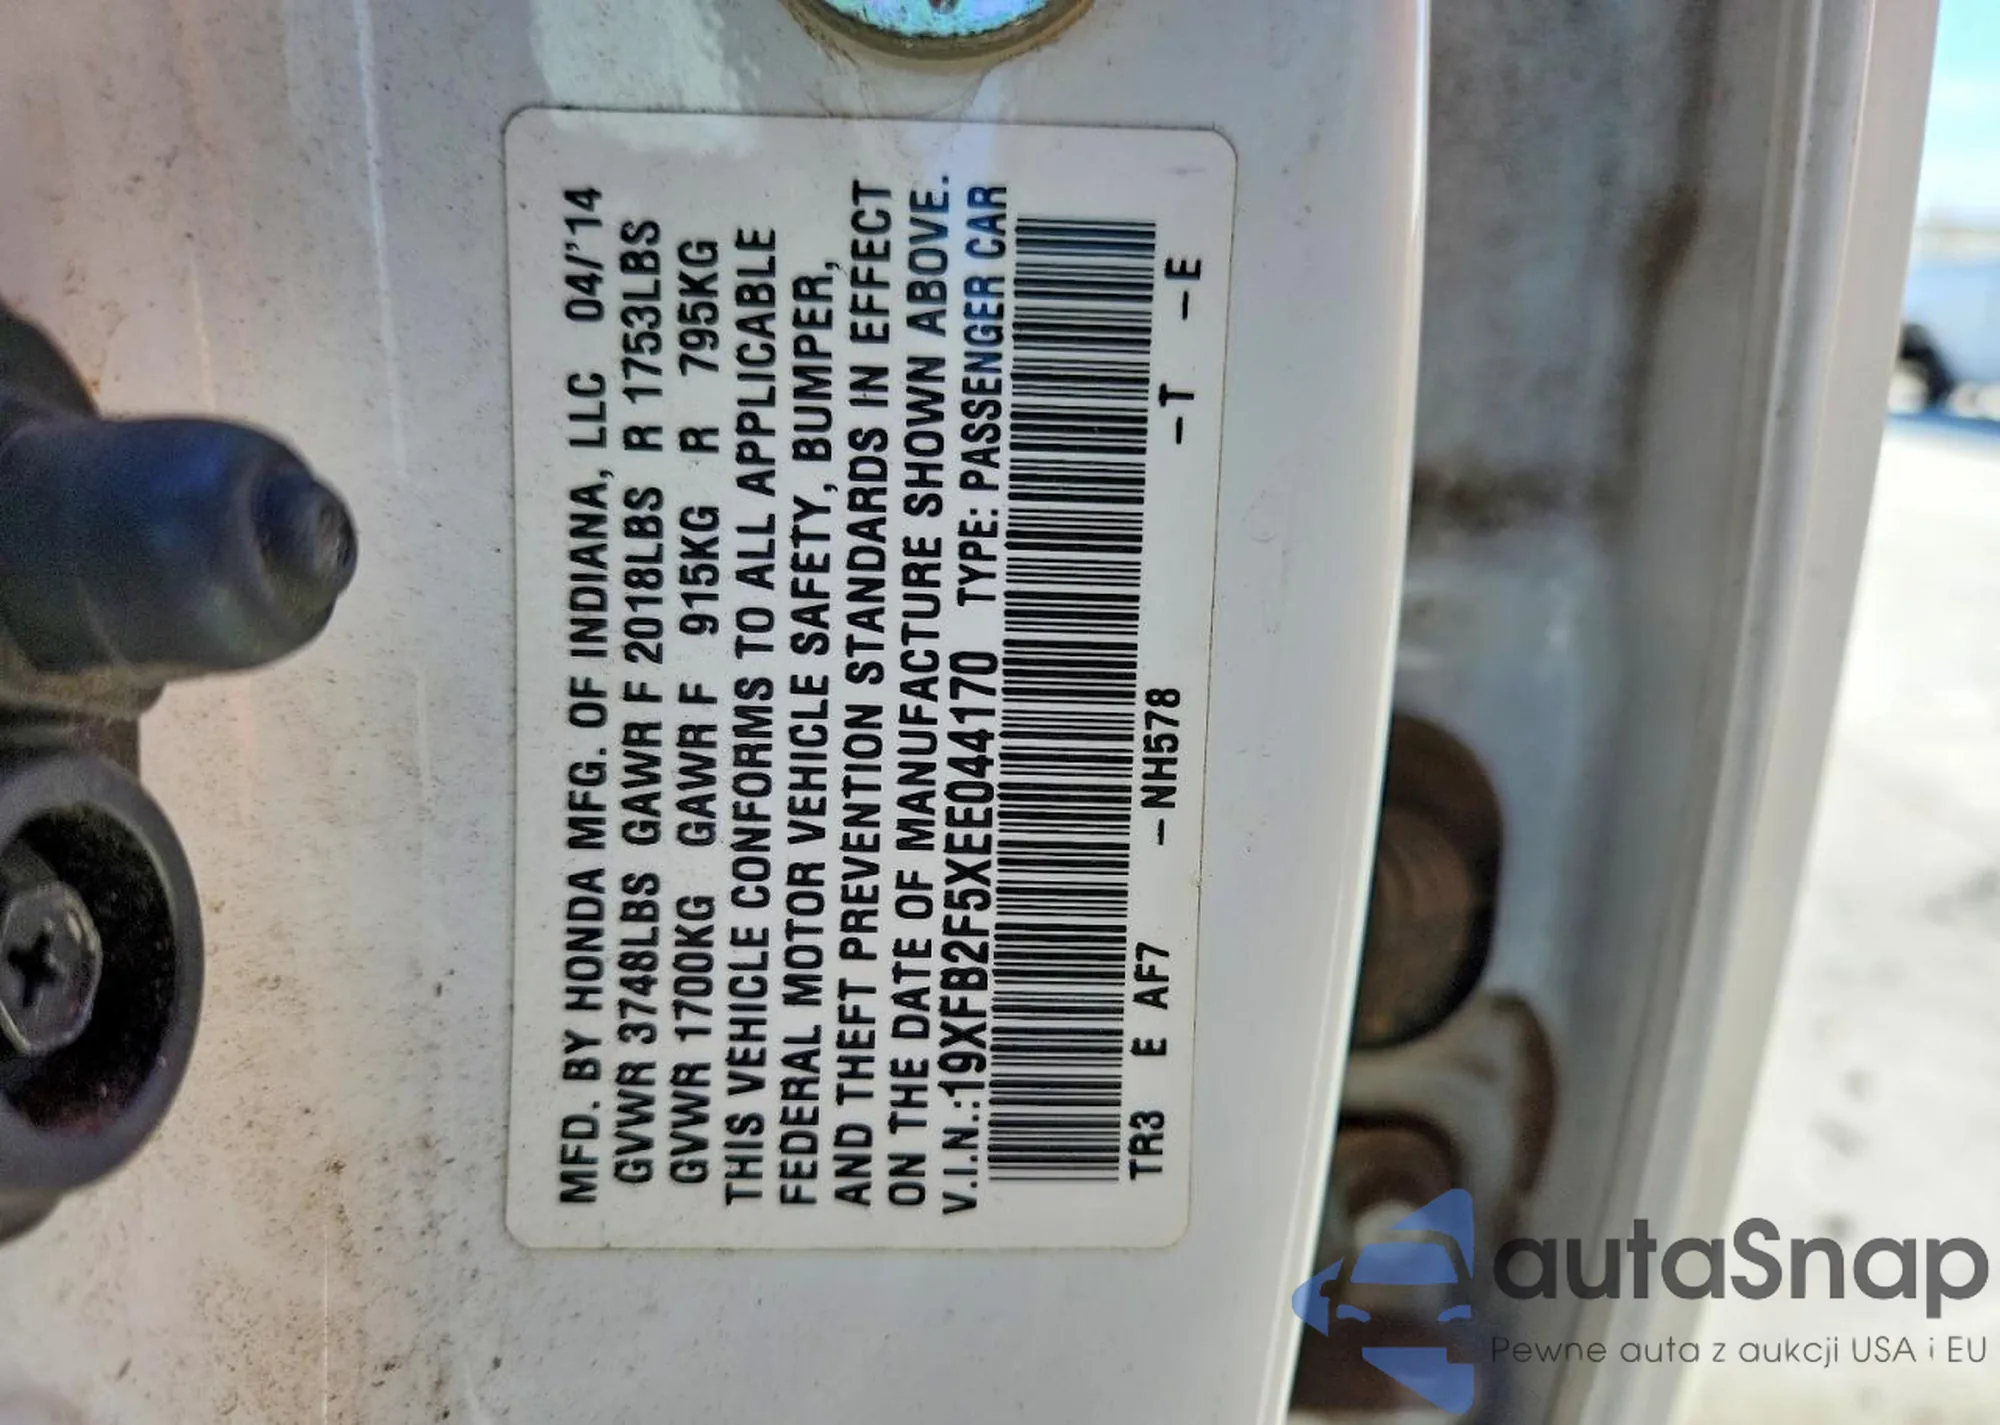 MFD. BY HONDA MFG. OF INDIANA, LLC 04/'14
GVWR 3748LBS GAWR F 2018LBS R 1753LBS
GVWR 1700KG GAWR F 915KG R 795KG
THIS VEHICLE CONFORMS TO ALL APPLICABLE
FEDERAL MOTOR VEHICLE SAFETY, BUMPER,
AND THEFT PREVENTION STANDARDS IN EFFECT
ON THE DATE OF MANUFACTURE SHOWN ABOVE.
V.I.N.:19XFB2F5XEE044170 TYPE: PASSENGER CAR
TR3 E AF7 -NH578 -T -E
autaSnap
Pewne auta z aukcji USA i EU